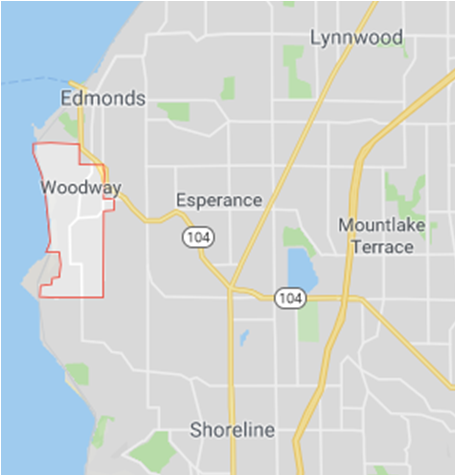 Lynnwood
Edmonds
Woodway
Esperance
104
Mountlake
Terrace
104
Shoreline